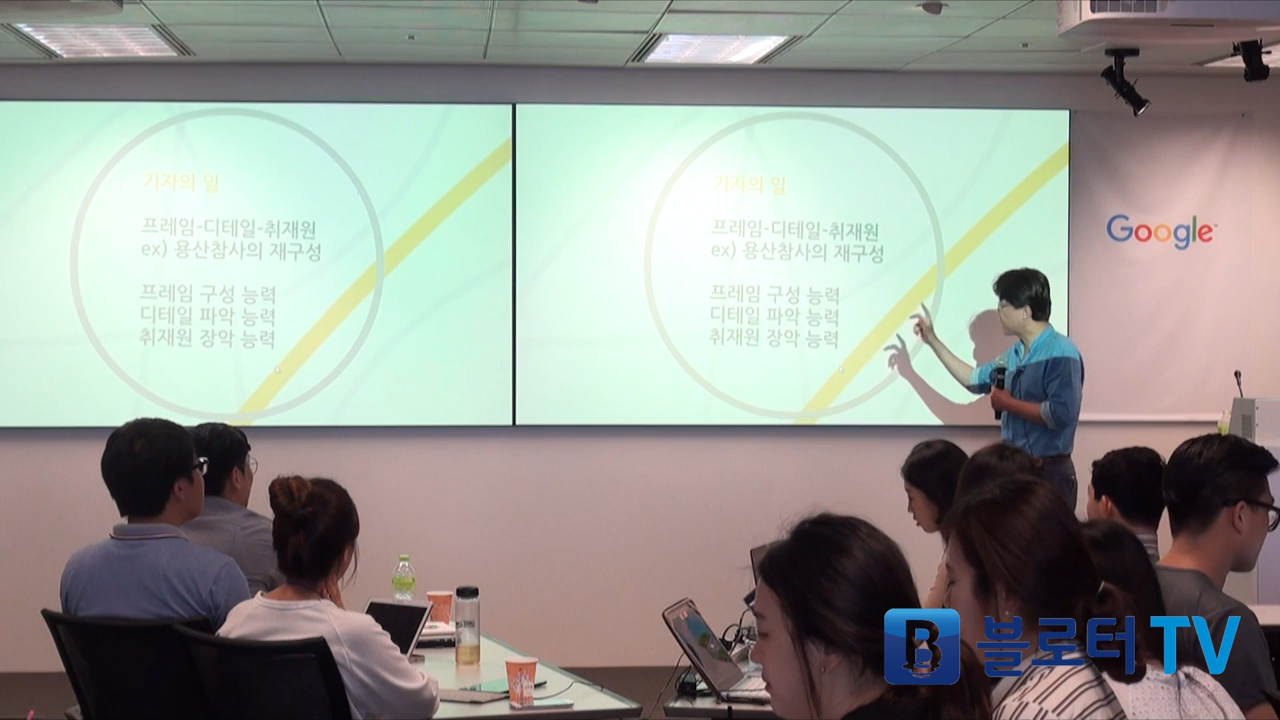 기자의 일
프레임-디테일-취재원
ex) 용산참사의 재구성
프레임 구성 능력
디테일 파악 능력
취재원 장악 능력
기자의 일
프레임-디테일-취재원
ex) 용산참사의 재구성
프레임 구성 능력
디테일 파악 능력
취재원 장악 능력
Google
B 블로터TV